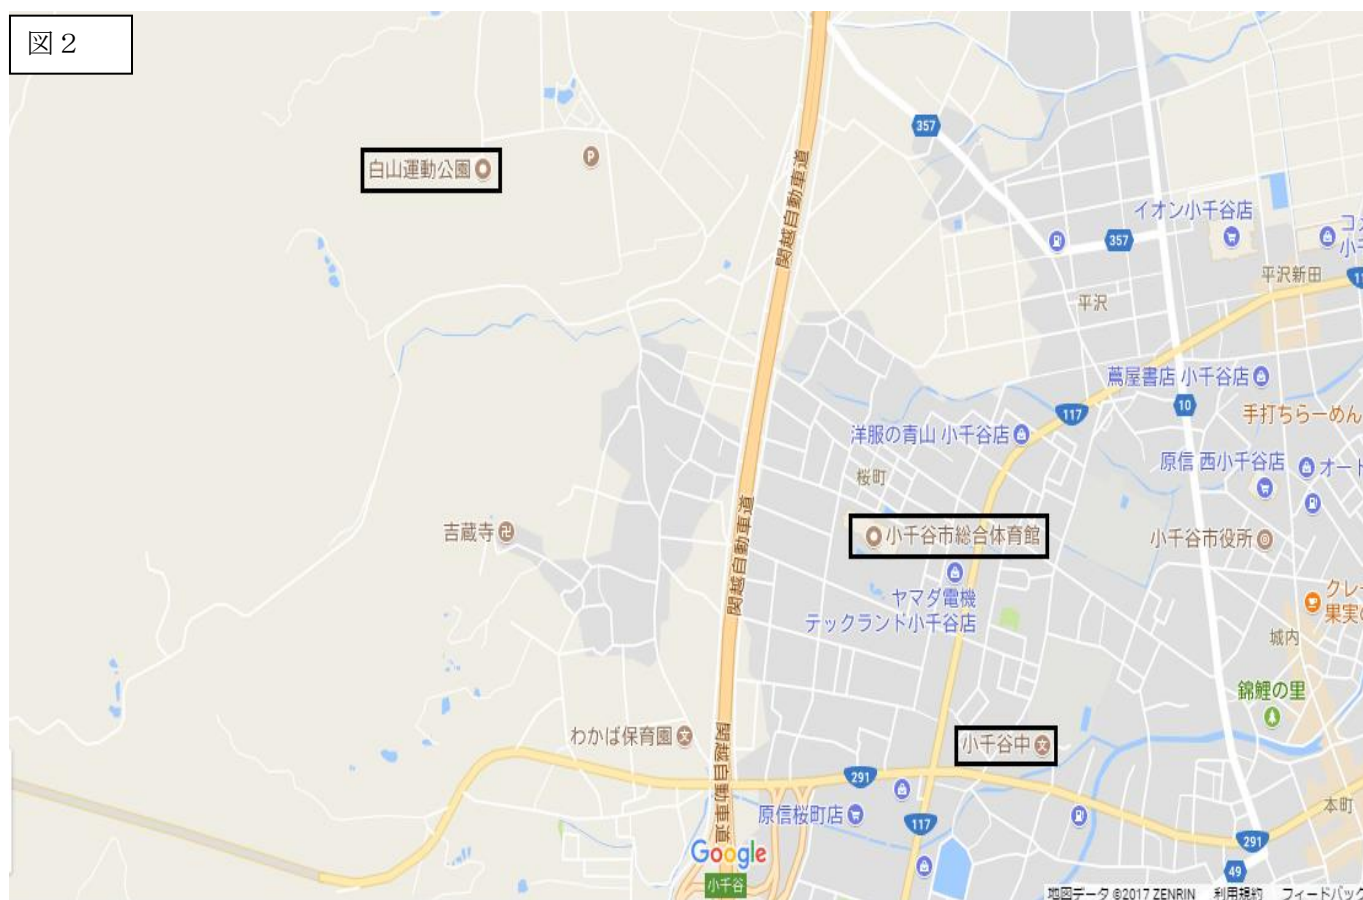 図２
357
白山運動公園
P
関越自動車道
イオン小千谷店
357
平沢新田
平沢
蔦屋書店 小千谷店
10
117
手打ちらーめん
洋服の青山 小千谷店
原信 西小千谷店
桜町
関越自動車道
吉蔵寺
小千谷市総合体育館
小千谷市役所
ヤマダ電機
テックランド小千谷店
城内
錦鯉の里
わかば保育園
小千谷中
関越自動車道
291
原信桜町店
117
本町
291
Google
小千谷
49
地図データ ©2017 ZENRIN 利用規約 フィードバック